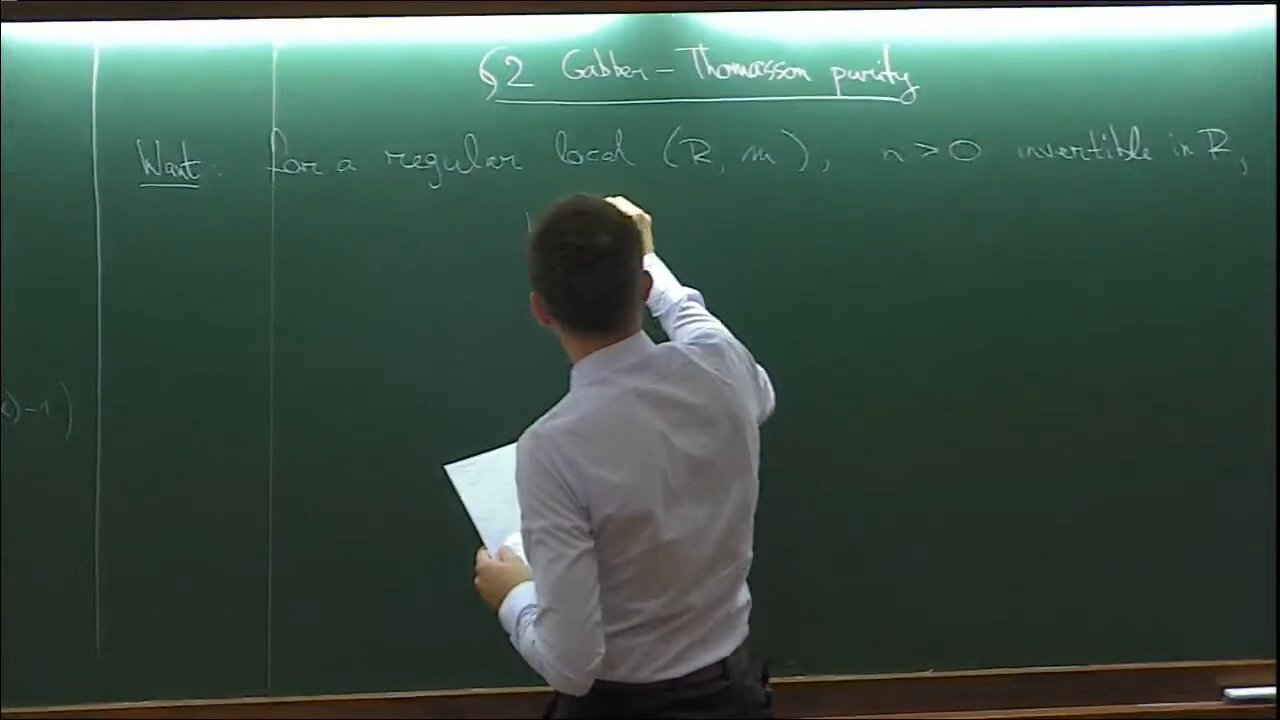 §2 Gabber–Thomasson purity
Want: for a regular local (R, m), n > 0 invertible in R,
)-1)